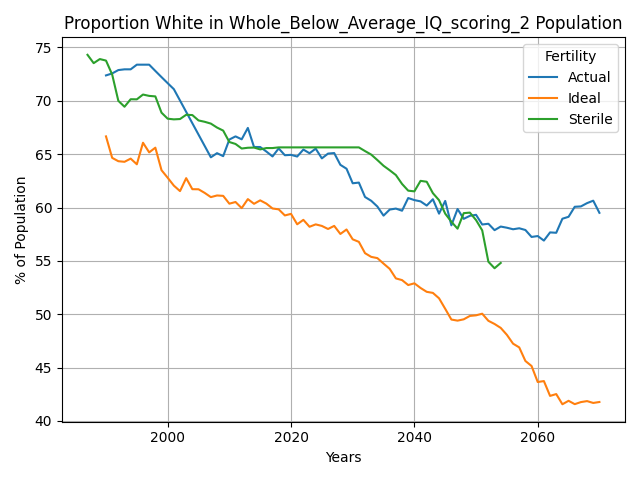 Proportion White in Whole_Below_Average_IQ_scoring_2 Population
% of Population
75
70
65
60
55
50
45
40
2000
2020
2040
2060
Years
Fertility
Actual
Ideal
Sterile